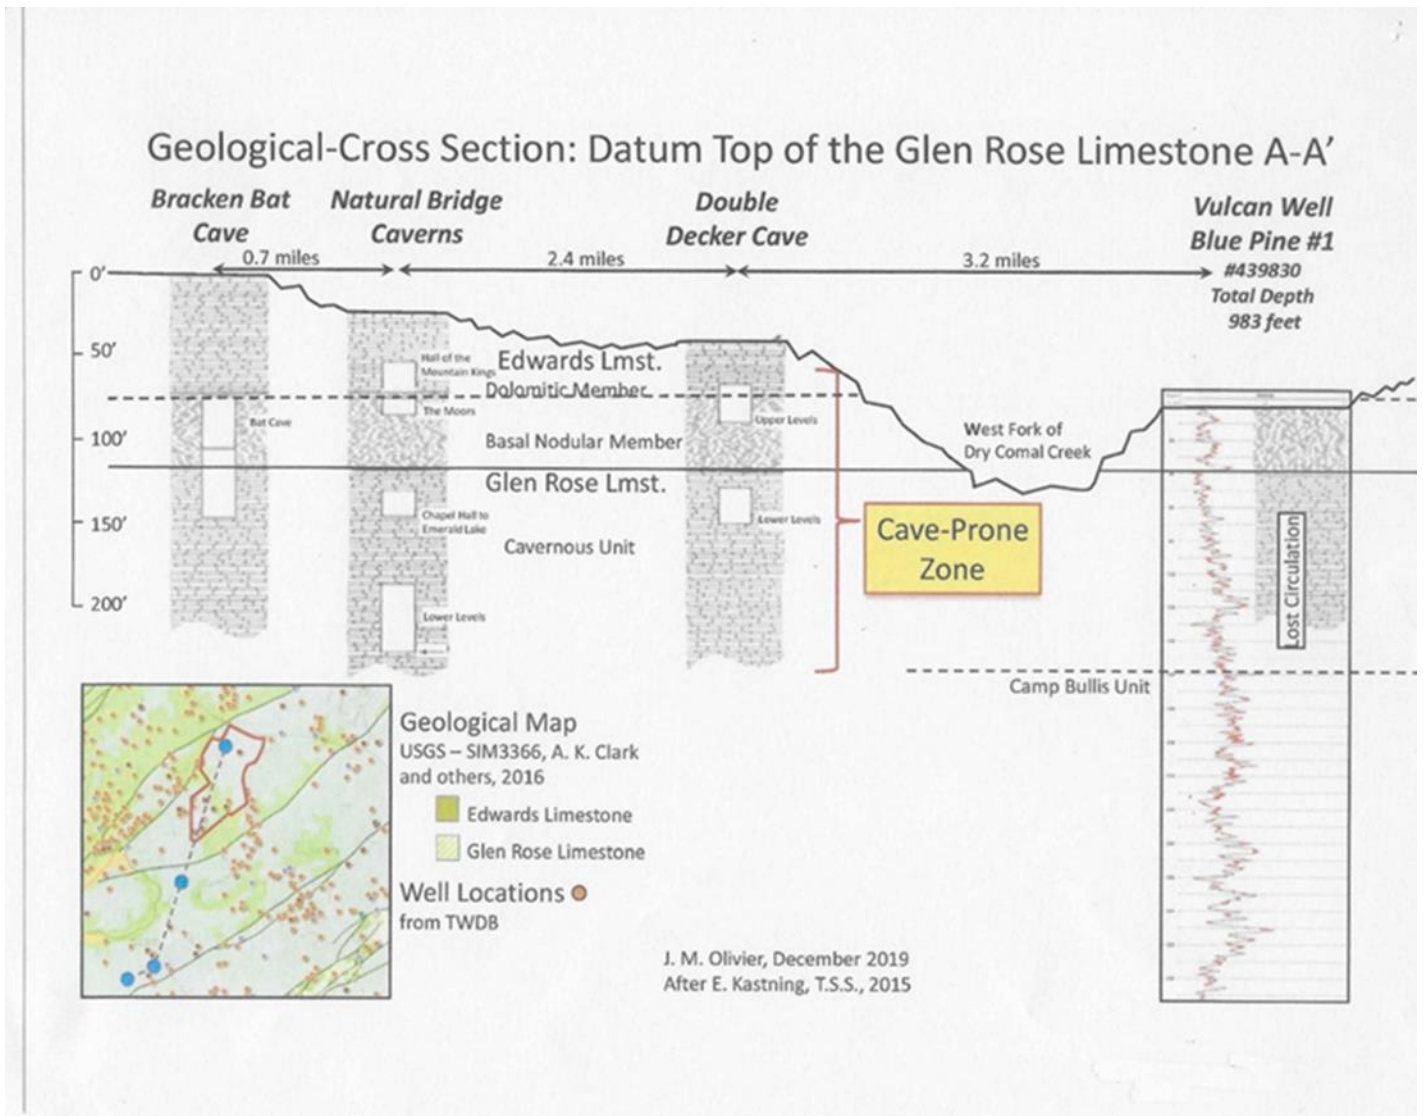 Geological-Cross Section: Datum Top of the Glen Rose Limestone A-A’
Bracken Bat
Cave
Natural Bridge
Caverns
Double
Decker Cave
Vulcan Well
Blue Pine #1
#439830
Total Depth
983 feet
0.7 miles
2.4 miles
3.2 miles
0’
50’
100’
150’
200’
Hall of the
Mountain Kings
Edwards Lmst.
Dolomitic Member
The Moors
Bat Cave
Upper Levels
Basal Nodular Member
West Fork of
Dry Comal Creek
Glen Rose Lmst.
Chapel Hall to
Emerald Lake
Lower Levels
Cavernous Unit
Cave-Prone
Zone
Lost Circulation
Lower Levels
Camp Bullis Unit
Geological Map
USGS – SIM3366, A. K. Clark
and others, 2016
Edwards Limestone
Glen Rose Limestone
Well Locations
from TWDB
J. M. Olivier, December 2019
After E. Kastning, T.S.S., 2015